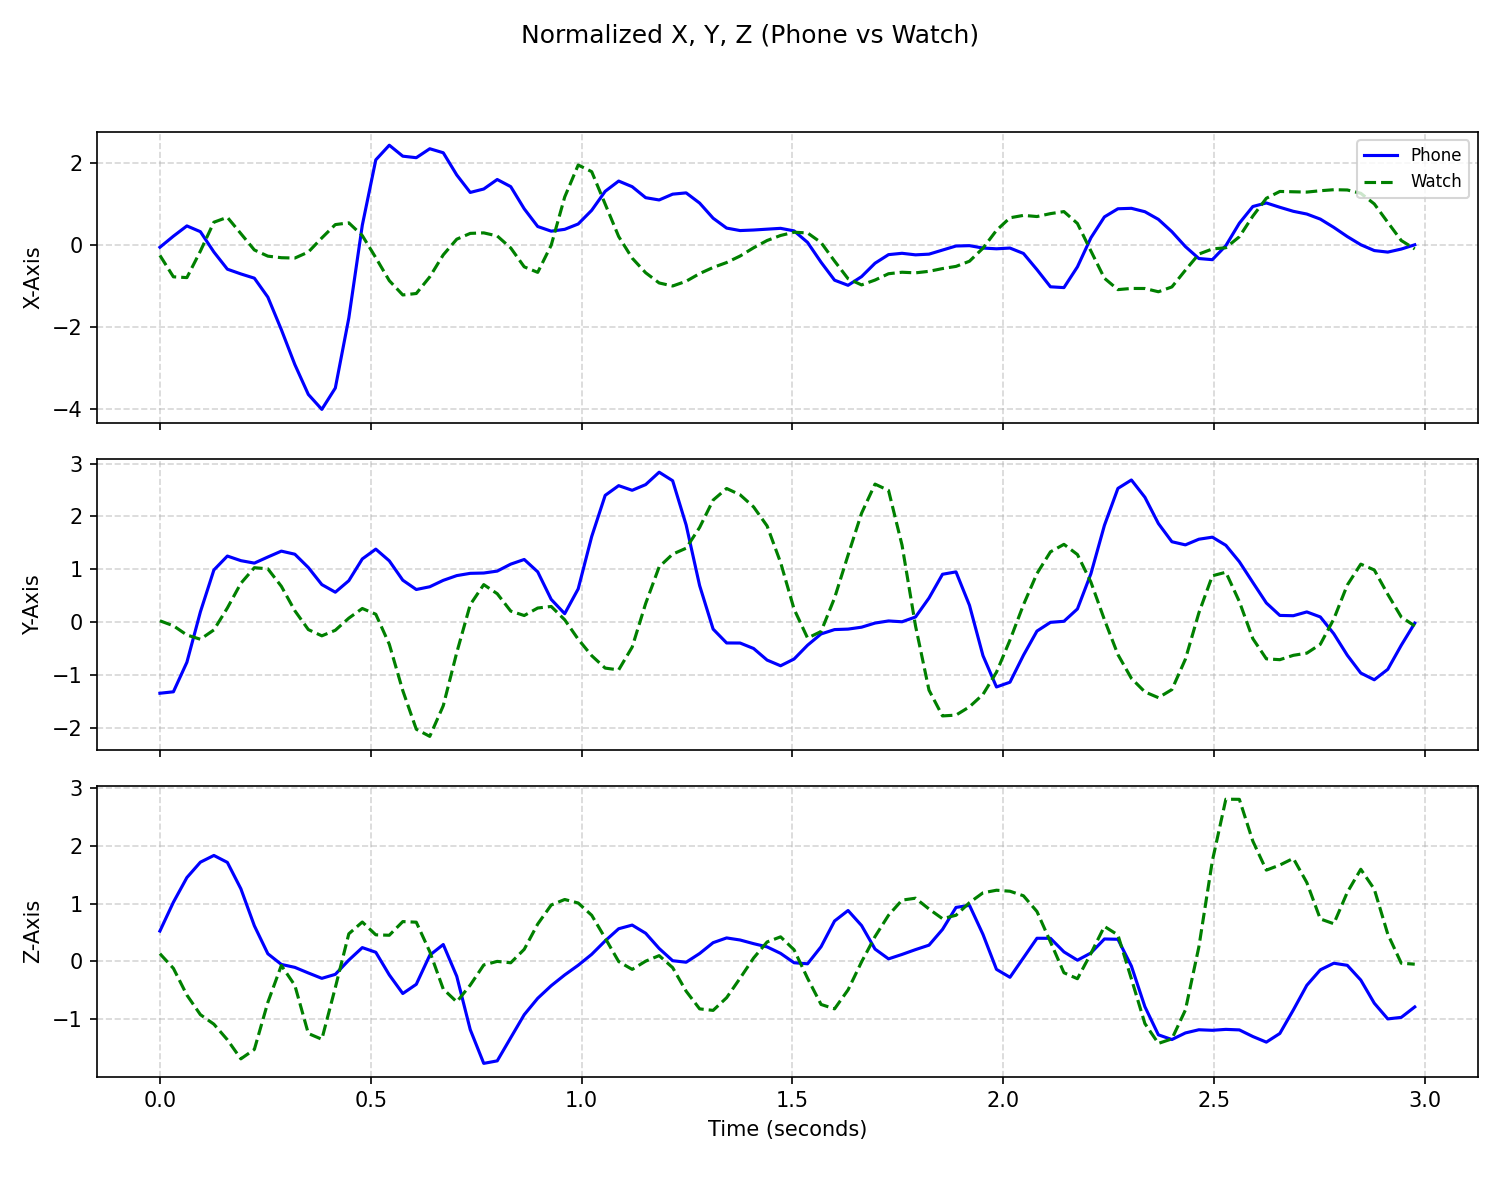 Normalized X, Y, Z (Phone vs Watch)
Phone
Watch
2
0
−2
−4
X-Axis
3
2
1
0
−1
−2
Y-Axis
3
2
1
0
−1
Z-Axis
0.0 0.5 1.0 1.5 2.0 2.5 3.0
Time (seconds)